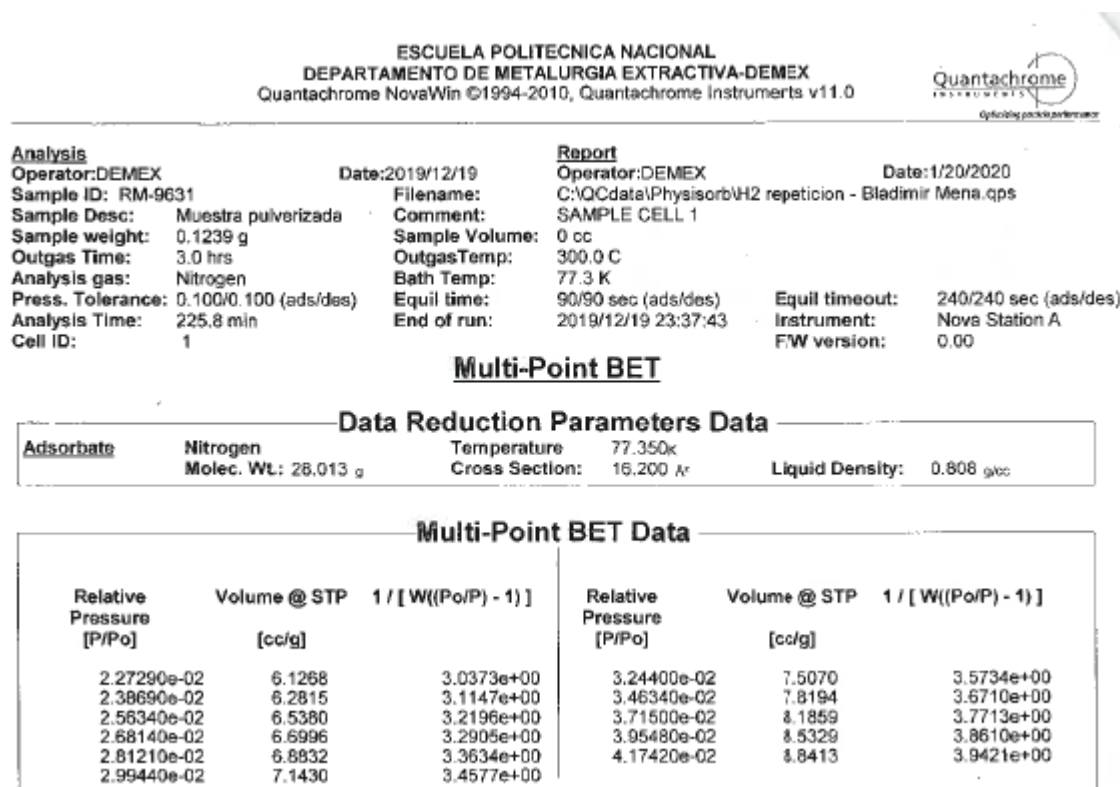 ESCUELA POLITECNICA NACIONAL
DEPARTAMENTO DE METALURGIA EXTRACTIVA-DEMEX
Quantachrome NovaWin ©1994-2010, Quantachrome Instruments v11.0
Quantachrome
INSTRUMENTS
Optimizing particle performance
Analysis Report
Operator:DEMEX Date:2019/12/19 Operator:DEMEX Date:1/20/2020
Sample ID: RM-9631 Filename: C:\QCdata\Physisorb\H2 repeticion - Bladimir Mena.qps
Sample Desc: Muestra pulverizada Comment: SAMPLE CELL 1
Sample weight: 0.1239 g Sample Volume: 0 cc
Outgas Time: 3.0 hrs OutgasTemp: 300.0 C
Analysis gas: Nitrogen Bath Temp: 77.3 K
Press. Tolerance: 0.100/0.100 (ads/des) Equil time: 90/90 sec (ads/des) Equil timeout: 240/240 sec (ads/des)
Analysis Time: 225.8 min End of run: 2019/12/19 23:37:43 Instrument: Nova Station A
Cell ID: 1 F/W version: 0.00
Multi-Point BET
Data Reduction Parameters Data
Adsorbate Nitrogen Temperature 77.350K
Molec. Wt.: 28.013 g Cross Section: 16.200 Liquid Density: 0.808 g/cc
Multi-Point BET Data
Relative Volume @ STP 1 / [ W((Po/P) - 1) ] Relative Volume @ STP 1 / [ W((Po/P) - 1) ]
Pressure Pressure
[P/Po] [cc/g] [P/Po] [cc/g]
2.27290e-02 6.1268 3.0373e+00 3.24400e-02 7.5070 3.5734e+00
2.38690e-02 6.2815 3.1147e+00 3.46340e-02 7.8194 3.6710e+00
2.56340e-02 6.5380 3.2196e+00 3.71500e-02 8.1859 3.7713e+00
2.68140e-02 6.6996 3.2905e+00 3.95480e-02 8.5329 3.8610e+00
2.81210e-02 6.8832 3.3634e+00 4.17420e-02 8.8413 3.9421e+00
2.99440e-02 7.1430 3.4577e+00